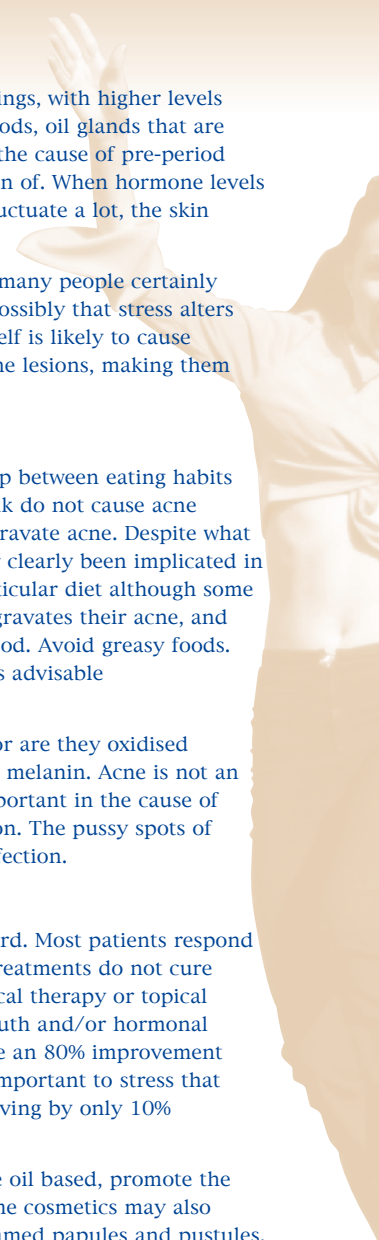 ings, with higher levels
ods, oil glands that are
the cause of pre-period
n of. When hormone levels
uctuate a lot, the skin
many people certainly
ossibly that stress alters
elf is likely to cause
ne lesions, making them
p between eating habits
k do not cause acne
ravate acne. Despite what
clearly been implicated in
ticular diet although some
gravates their acne, and
od. Avoid greasy foods.
s advisable
or are they oxidised
melanin. Acne is not an
portant in the cause of
on. The pussy spots of
fection.
rd. Most patients respond
reatments do not cure
cal therapy or topical
uth and/or hormonal
e an 80% improvement
mportant to stress that
ving by only 10%
e oil based, promote the
ne cosmetics may also
med papules and pustules.